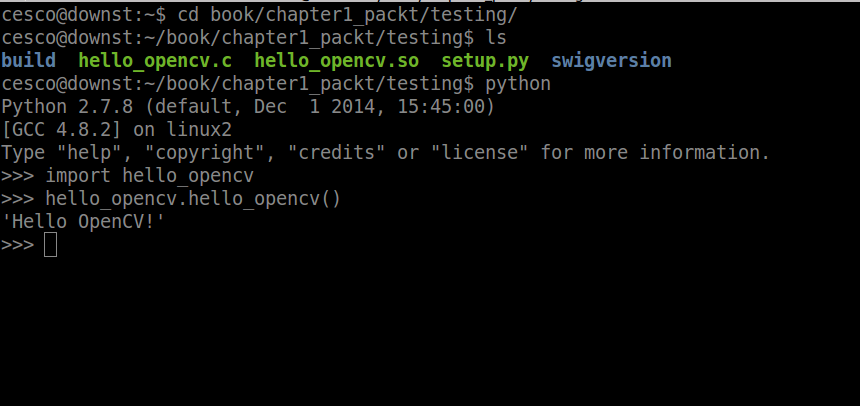 cesco@downst:~$ cd book/chapter1_packt/testing/
cesco@downst:~/book/chapter1_packt/testing$ ls
build  hello_opencv.c  hello_opencv.so  setup.py  swigversion
cesco@downst:~/book/chapter1_packt/testing$ python
Python 2.7.8 (default, Dec  1 2014, 15:45:00)
[GCC 4.8.2] on linux2
Type "help", "copyright", "credits" or "license" for more information.
>>> import hello_opencv
>>> hello_opencv.hello_opencv()
'Hello OpenCV!'
>>>